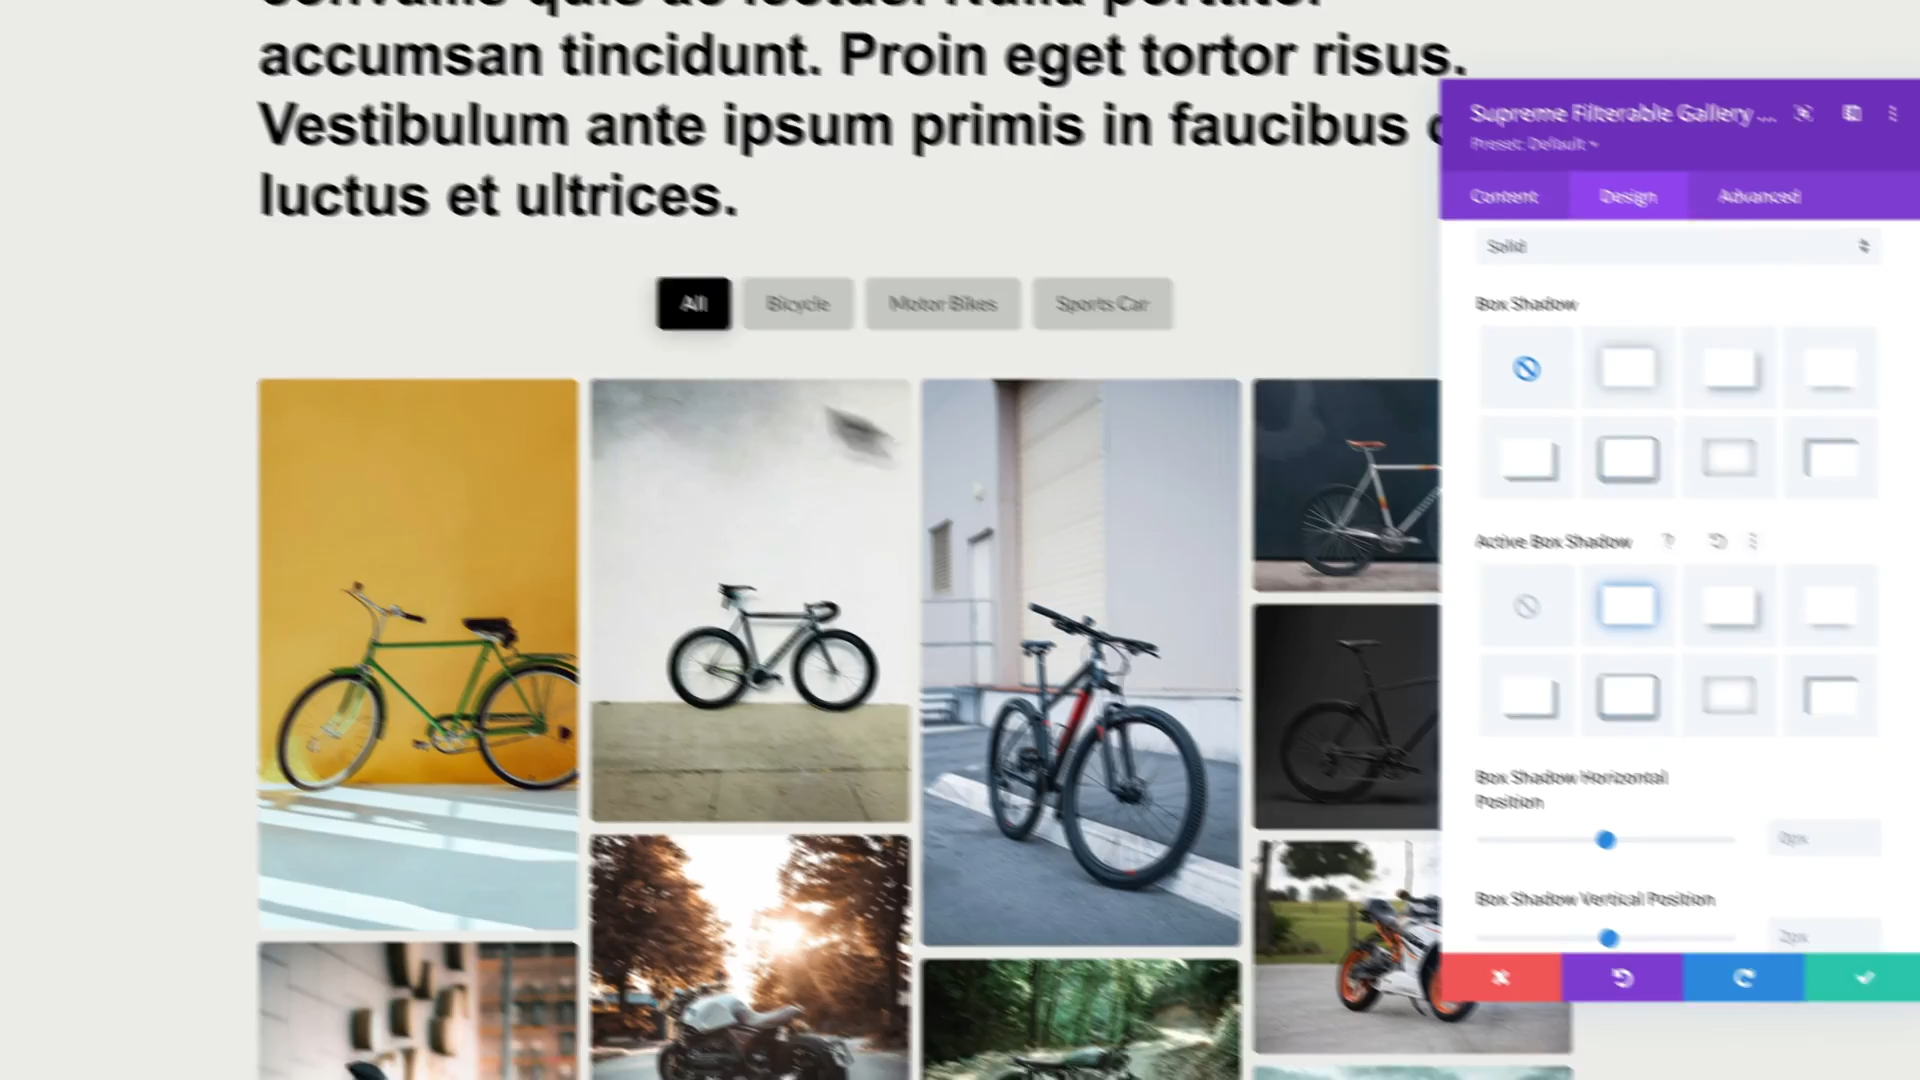 accumsan tincidunt. Proin eget tortor risus.
Vestibulum ante ipsum primis in faucibus
luctus et ultrices.
All
Bicycle
Motor Bikes
Sports Car
Supreme Filterable Gallery ...
Preset: Default
Content
Design
Advanced
Solid
Box Shadow
Active Box Shadow
?
Box Shadow Horizontal
Position
0px
Box Shadow Vertical Position
2px